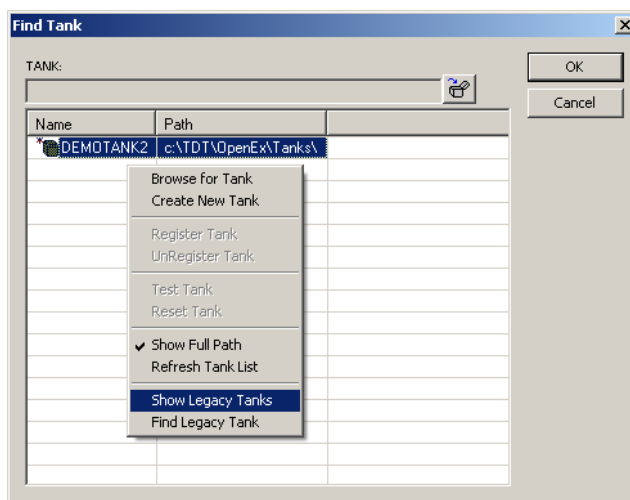 Find Tank
TANK:
OK
Cancel
Name Path
DEMOTANK2 c:\TDT\OpenEx\Tanks\
Browse for Tank
Create New Tank
Register Tank
UnRegister Tank
Test Tank
Reset Tank
Show Full Path
Refresh Tank List
Show Legacy Tanks
Find Legacy Tank